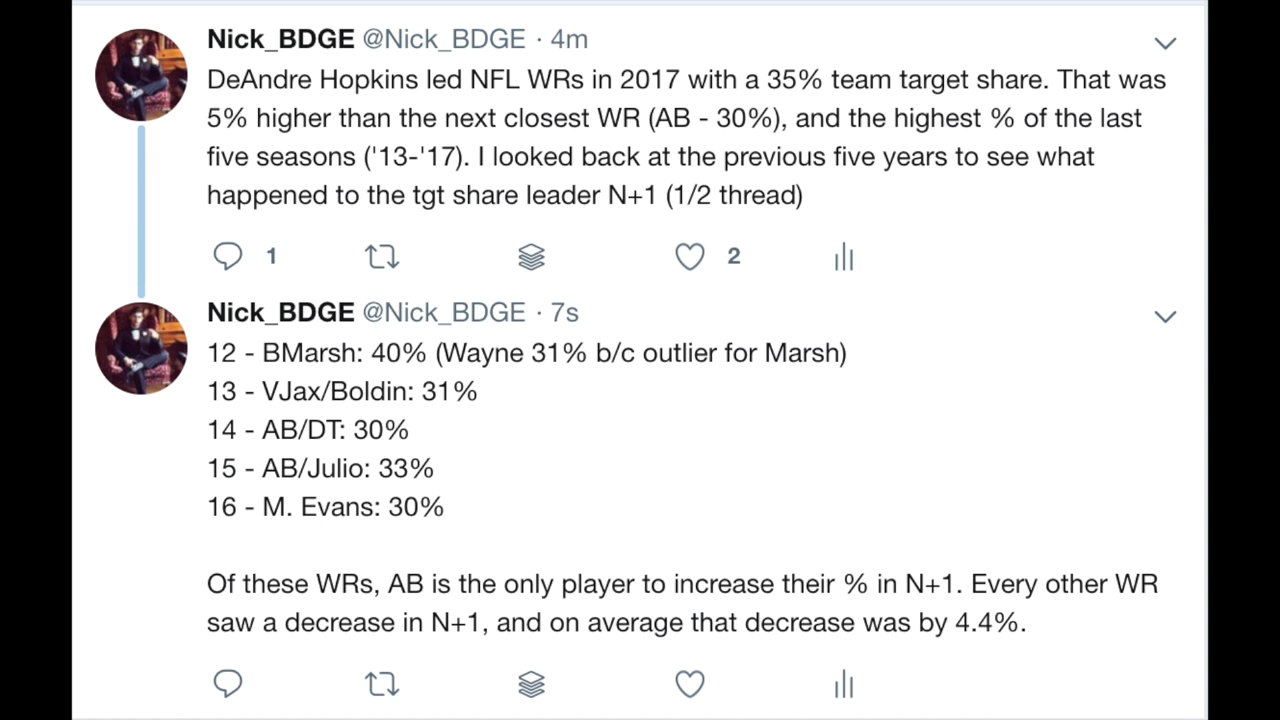 Nick_BDGE @Nick_BDGE · 4m
DeAndre Hopkins led NFL WRs in 2017 with a 35% team target share. That was
5% higher than the next closest WR (AB - 30%), and the highest % of the last
five seasons ('13-'17). I looked back at the previous five years to see what
happened to the tgt share leader N+1 (1/2 thread)
1 2
Nick_BDGE @Nick_BDGE · 7s
12 - BMarsh: 40% (Wayne 31% b/c outlier for Marsh)
13 - VJax/Boldin: 31%
14 - AB/DT: 30%
15 - AB/Julio: 33%
16 - M. Evans: 30%
Of these WRs, AB is the only player to increase their % in N+1. Every other WR
saw a decrease in N+1, and on average that decrease was by 4.4%.